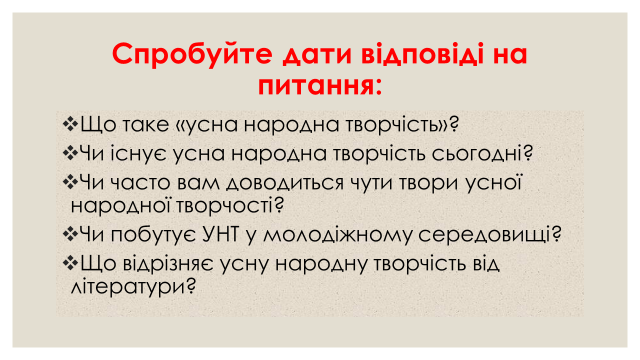 Спробуйте дати відповіді на
питання:
❖Що таке «усна народна творчість»?
❖Чи існує усна народна творчість сьогодні?
❖Чи часто вам доводиться чути твори усної
народної творчості?
❖Чи побутує УНТ у молодіжному середовищі?
❖Що відрізняє усну народну творчість від
літератури?